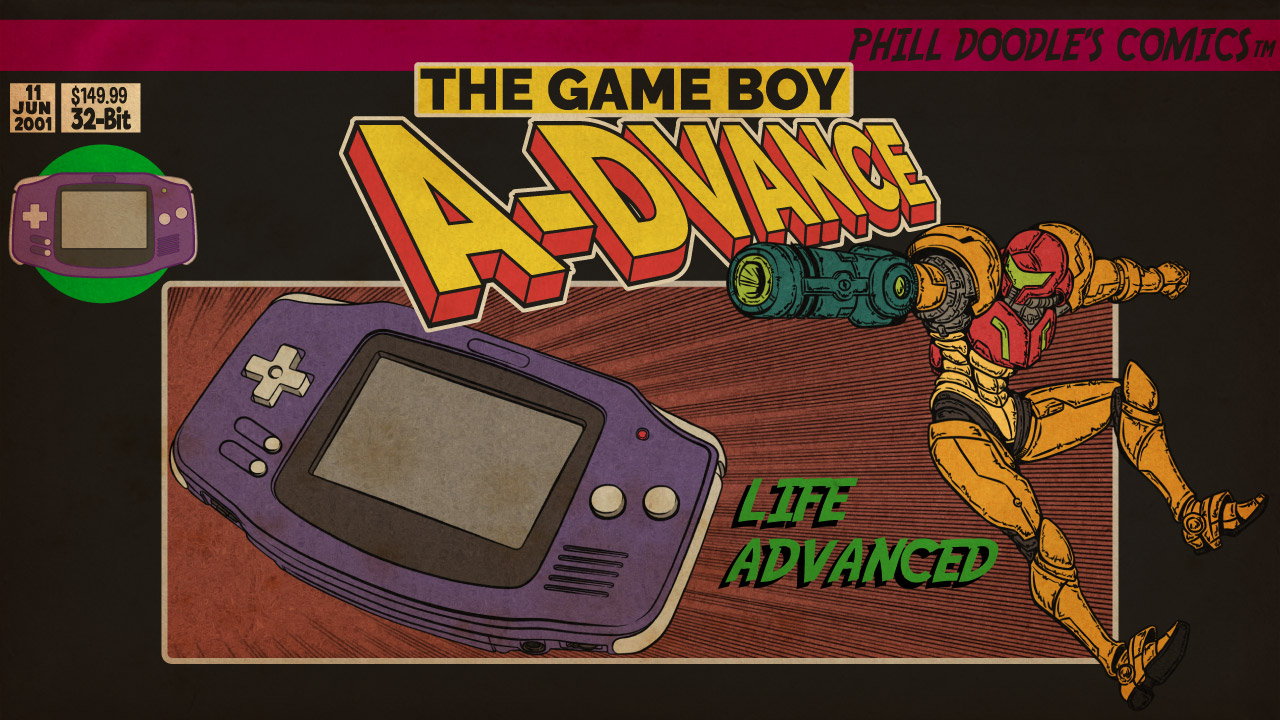 PHILL DOODLE'S COMICS™
11
JUN
2001
$149.99
32-Bit
THE GAME BOY
A-DVANCE
LIFE
ADVANCED